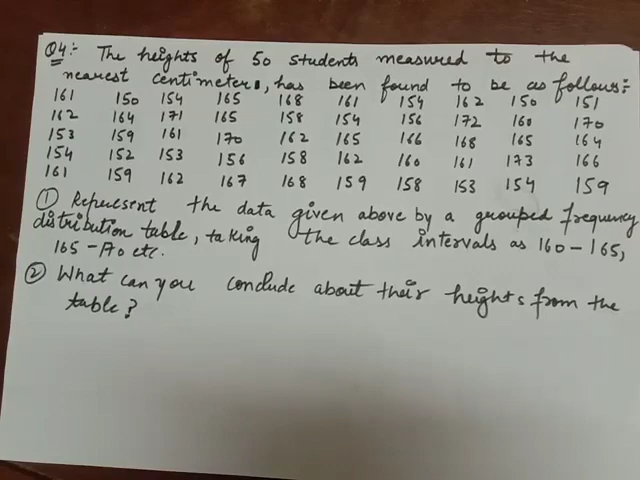 Q4:- The heights of 50 students measured to the
nearest centimeter, has been found to be as follows:-
161 150 154 165 168 161 154 162 150 151
162 164 171 165 158 154 156 172 160 170
153 159 161 170 162 165 166 168 165 164
154 152 153 156 158 162 160 161 173 166
161 159 162 167 168 159 158 153 154 159
① Represent the data given above by a grouped frequency
distribution table, taking the class intervals as 160-165,
165-170 etc.
② What can you conclude about their heights from the
table?